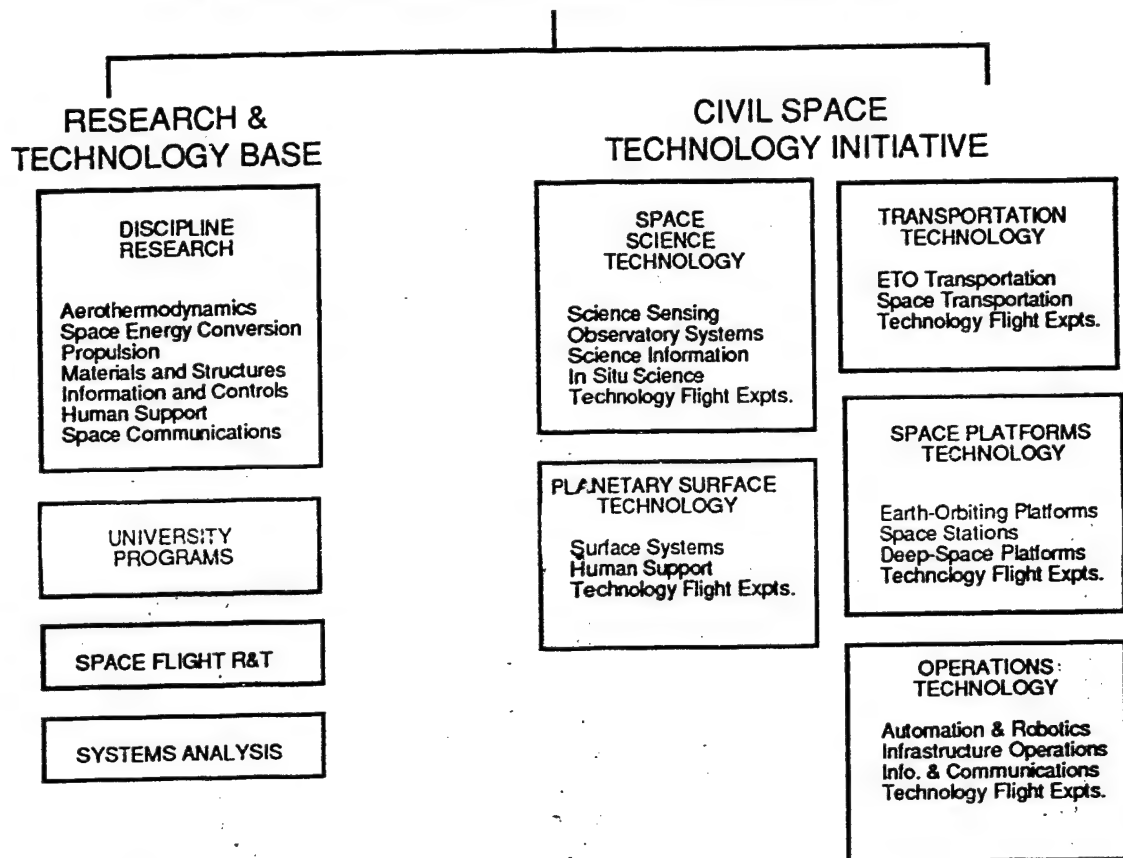 RESEARCH &
TECHNOLOGY BASE
DISCIPLINE
RESEARCH
Aerothermodynamics
Space Energy Conversion
Propulsion
Materials and Structures
Information and Controls
Human Support
Space Communications
UNIVERSITY
PROGRAMS
SPACE FLIGHT R&T
SYSTEMS ANALYSIS
CIVIL SPACE
TECHNOLOGY INITIATIVE
SPACE
SCIENCE
TECHNOLOGY
Science Sensing
Observatory Systems
Science Information
In Situ Science
Technology Flight Expts.
PLANETARY SURFACE
TECHNOLOGY
Surface Systems
Human Support
Technology Flight Expts.
TRANSPORTATION
TECHNOLOGY
ETO Transportation
Space Transportation
Technology Flight Expts.
SPACE PLATFORMS
TECHNOLOGY
Earth-Orbiting Platforms
Space Stations
Deep-Space Platforms
Technology Flight Expts.
OPERATIONS
TECHNOLOGY
Automation & Robotics
Infrastructure Operations
Info. & Communications
Technology Flight Expts.